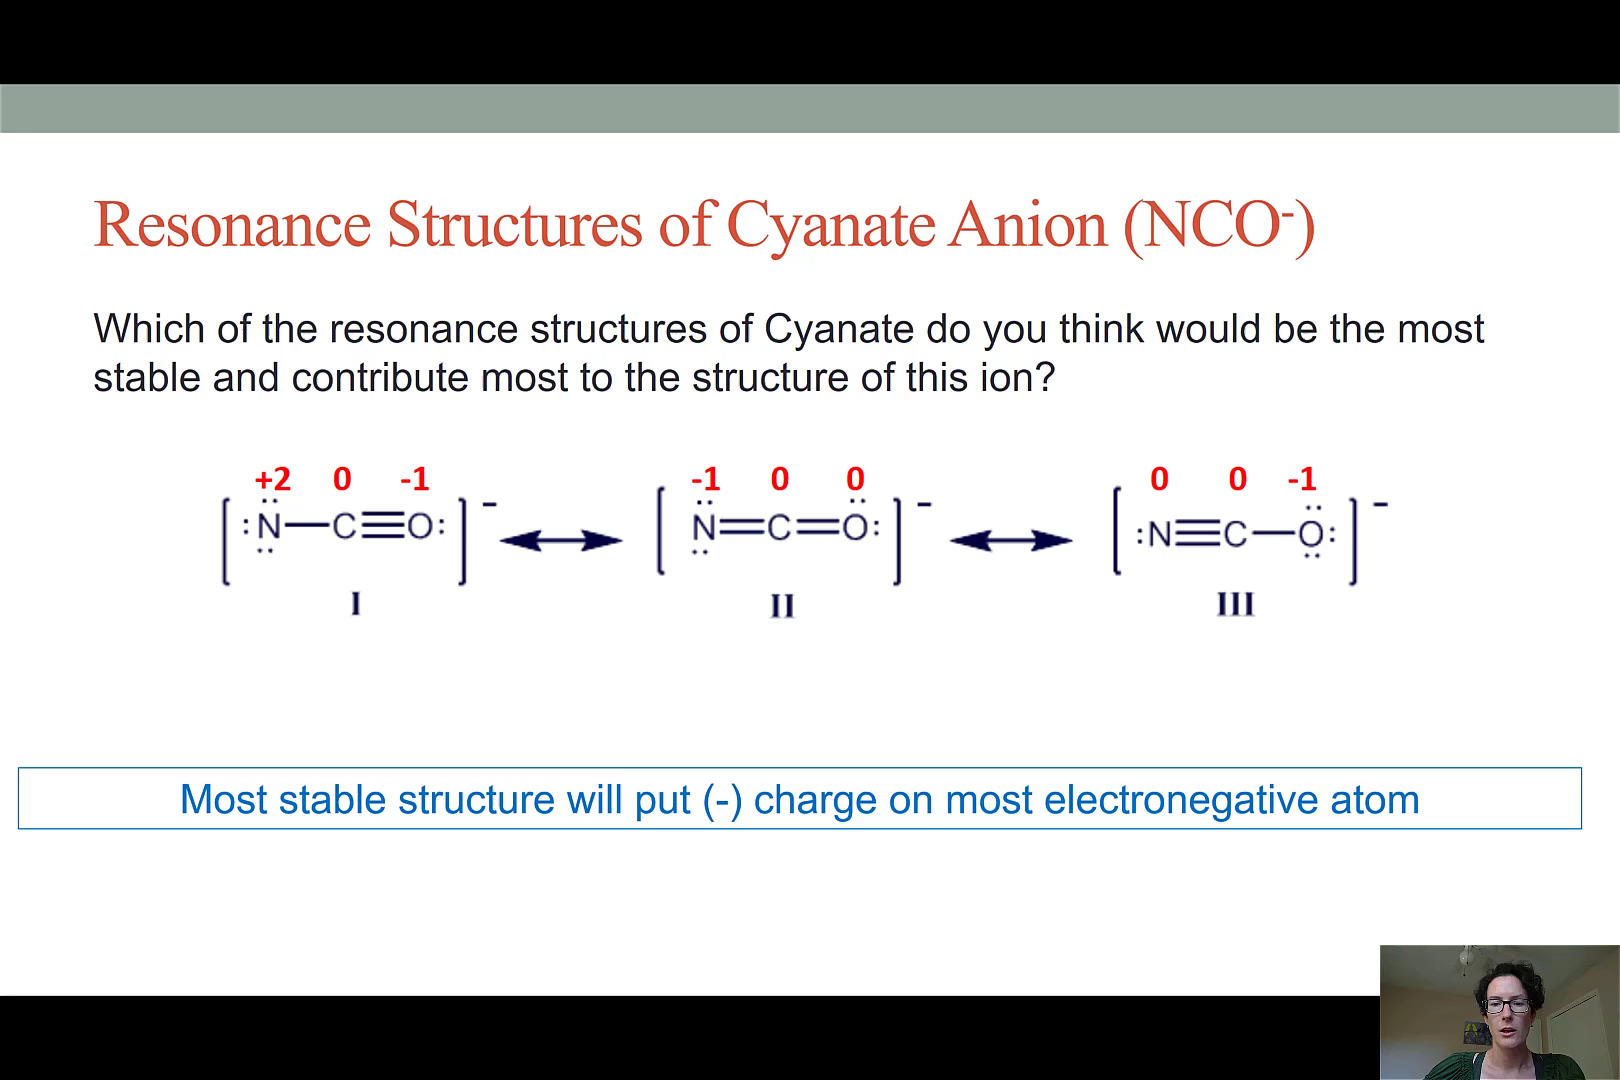 Resonance Structures of Cyanate Anion (NCO-)
Which of the resonance structures of Cyanate do you think would be the most
stable and contribute most to the structure of this ion?
+2 0 -1 -1 0 0 0 0 -1
[:N̈—C≡O:]- ↔ [N̈=C=Ö:]- ↔ [:N≡C—Ö:]-
I II III
Most stable structure will put (-) charge on most electronegative atom